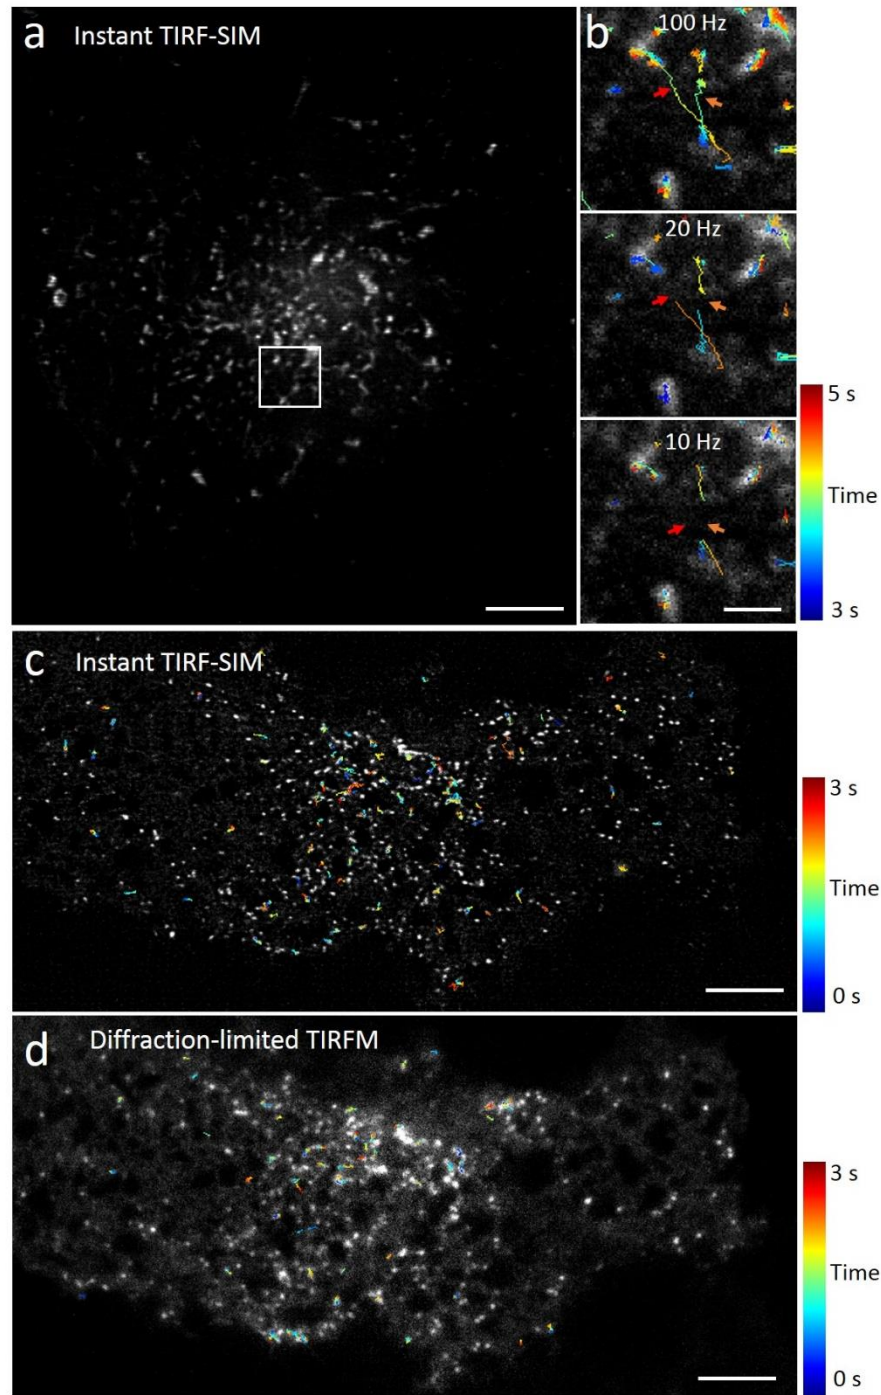 a Instant TIRF-SIM
b
100 Hz
20 Hz
10 Hz
5 s
Time
3 s
c Instant TIRF-SIM
3 s
Time
0 s
d Diffraction-limited TIRFM
3 s
Time
0 s